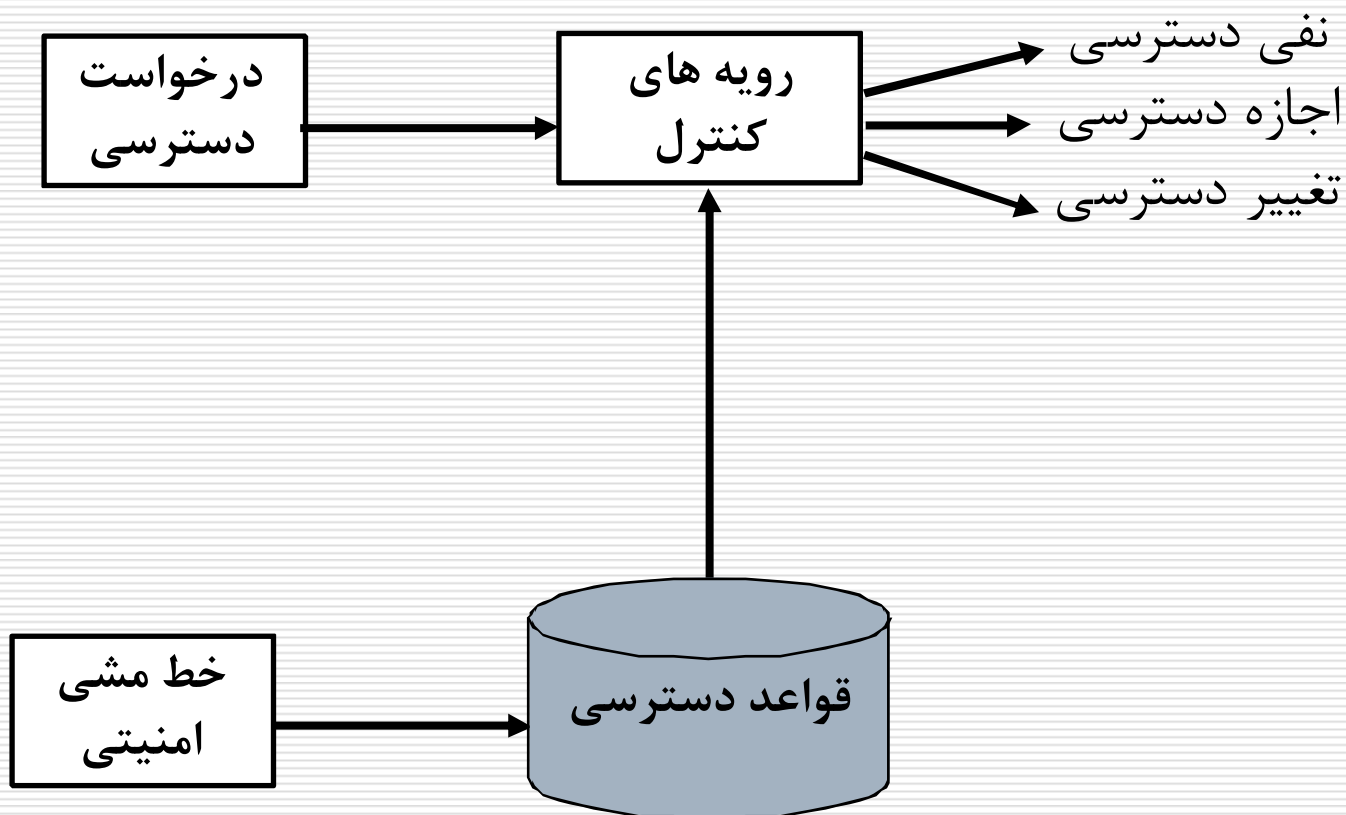 درخواست
دسترسی
رویه های
کنترل
نفی دسترسی
اجازه دسترسی
تغییر دسترسی
خط مشی
امنیتی
قواعد دسترسی